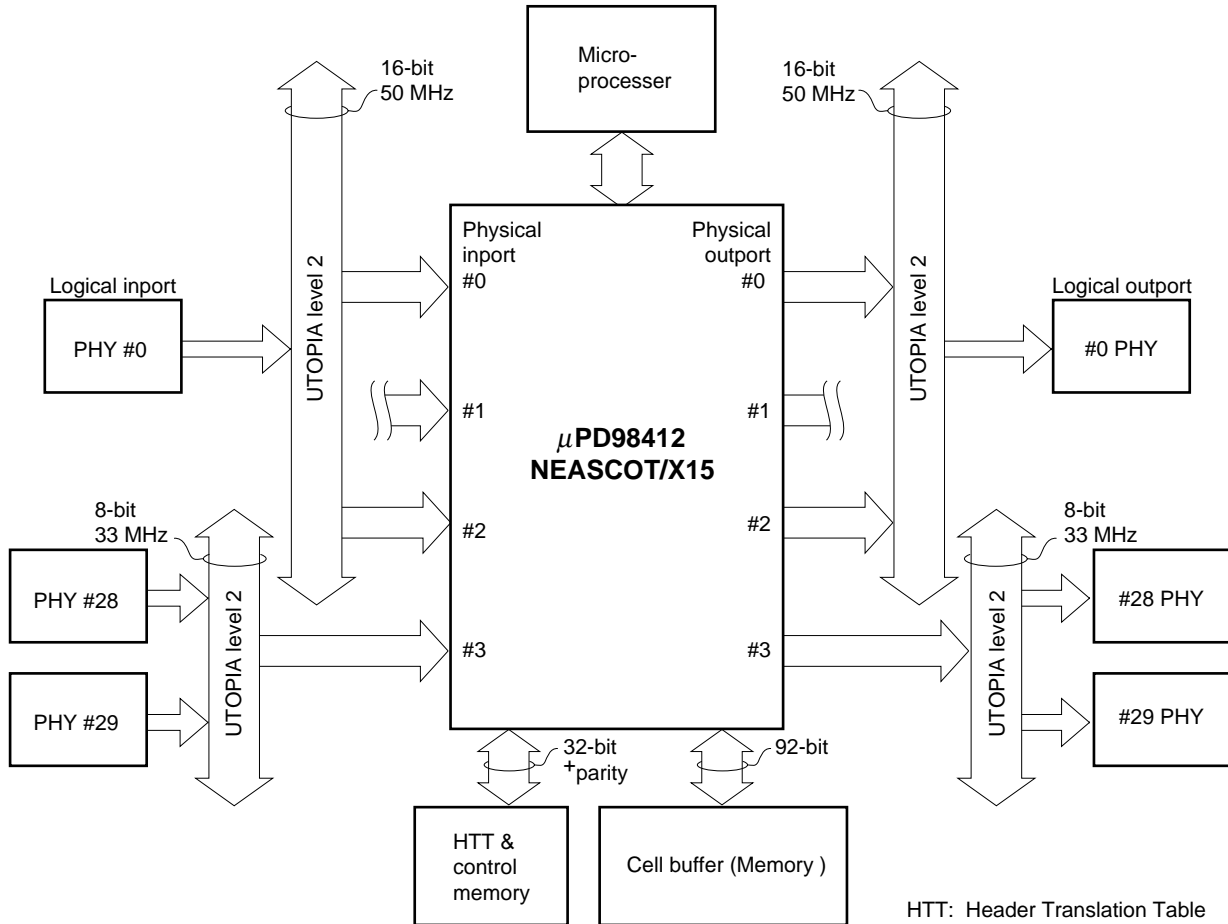 Micro-
processer
16-bit
50 MHz
16-bit
50 MHz
Physical
inport
#0
Physical
outport
#0
UTOPIA level 2
UTOPIA level 2
Logical inport
PHY #0
Logical outport
#0 PHY
#1
#1
μPD98412
NEASCOT/X15
#2
#2
8-bit
33 MHz
8-bit
33 MHz
PHY #28
#28 PHY
UTOPIA level 2
UTOPIA level 2
#3
#3
PHY #29
#29 PHY
32-bit
+parity
92-bit
HTT &
control
memory
Cell buffer (Memory )
HTT: Header Translation Table